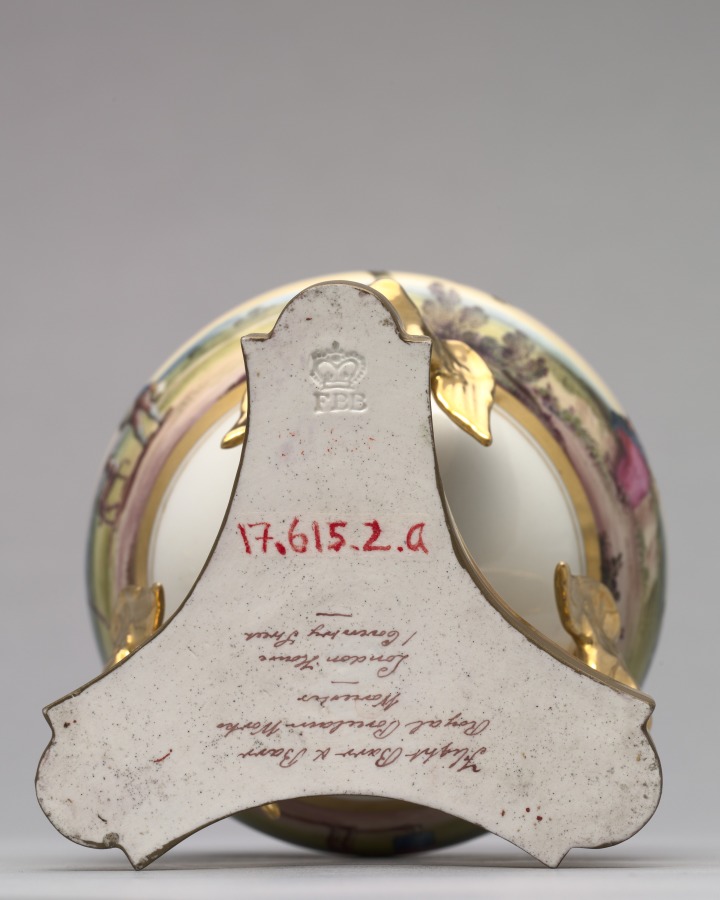 FBB
17.615.2.a
Flight Barr & Barr
Royal Porcelain Works
Worcester
London House
1 Coventry Street